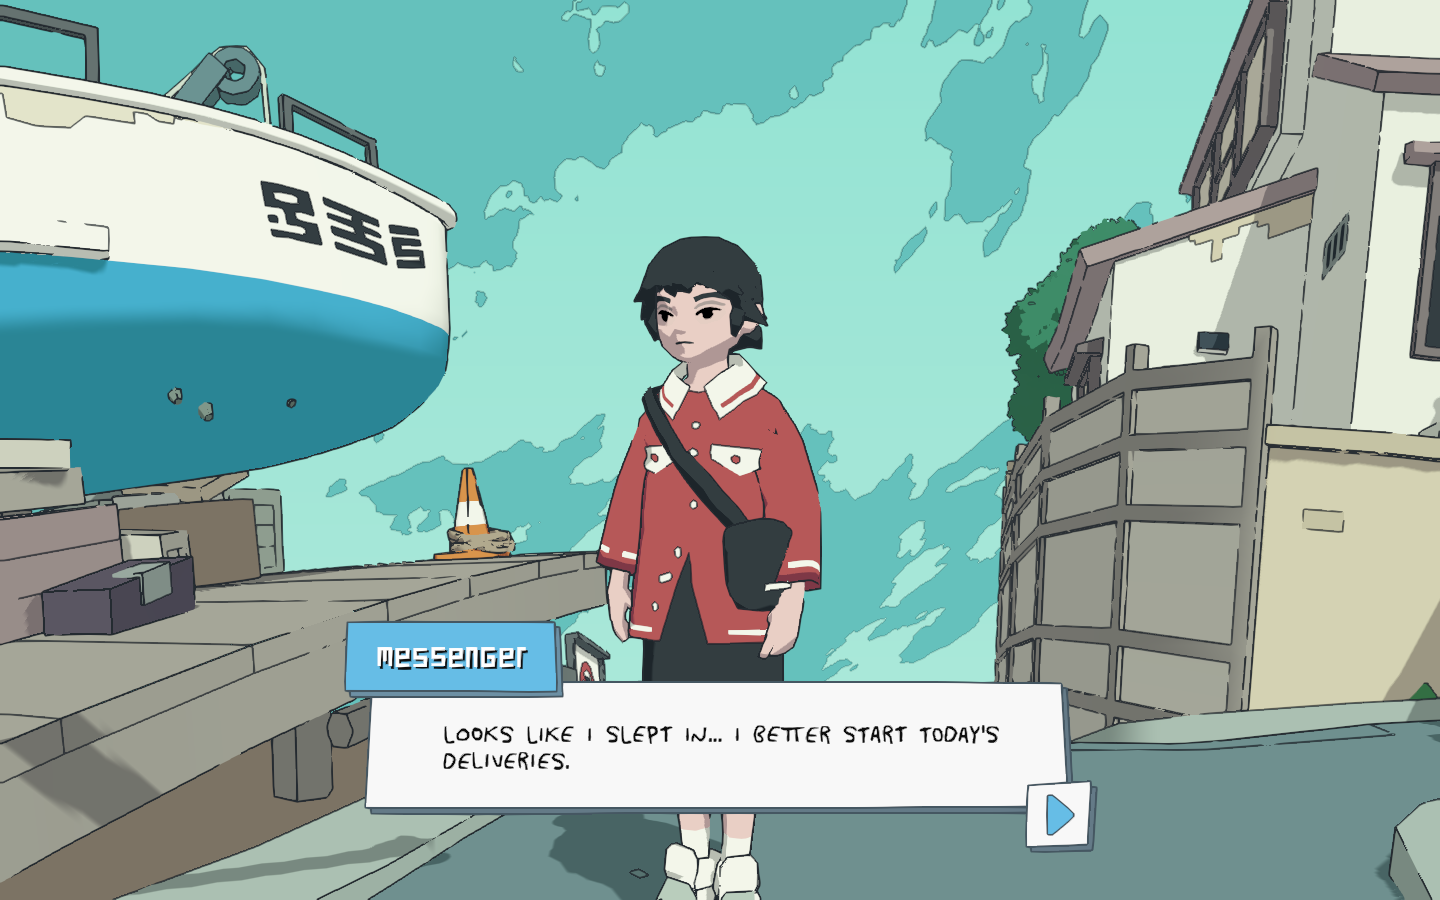 MESSENGER
LOOKS LIKE I SLEPT IN... I BETTER START TODAY'S
DELIVERIES.